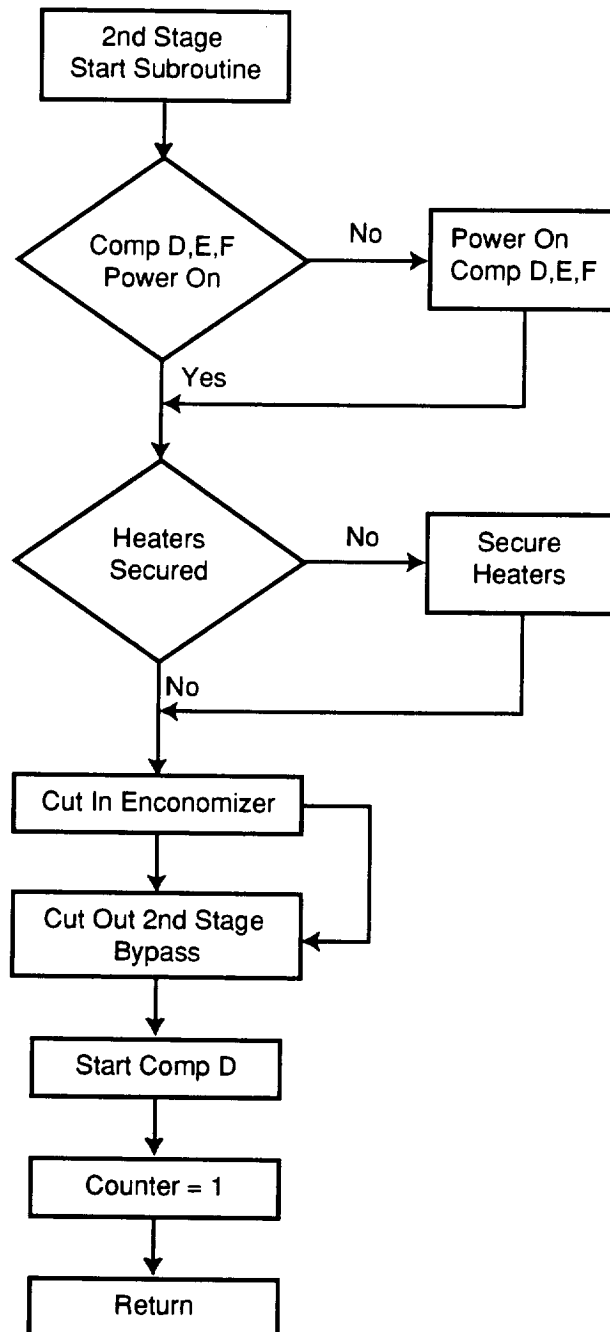 2nd Stage
Start Subroutine
Comp D,E,F
Power On
No
Power On
Comp D,E,F
Yes
Heaters
Secured
No
Secure
Heaters
No
Cut In Enconomizer
Cut Out 2nd Stage
Bypass
Start Comp D
Counter = 1
Return